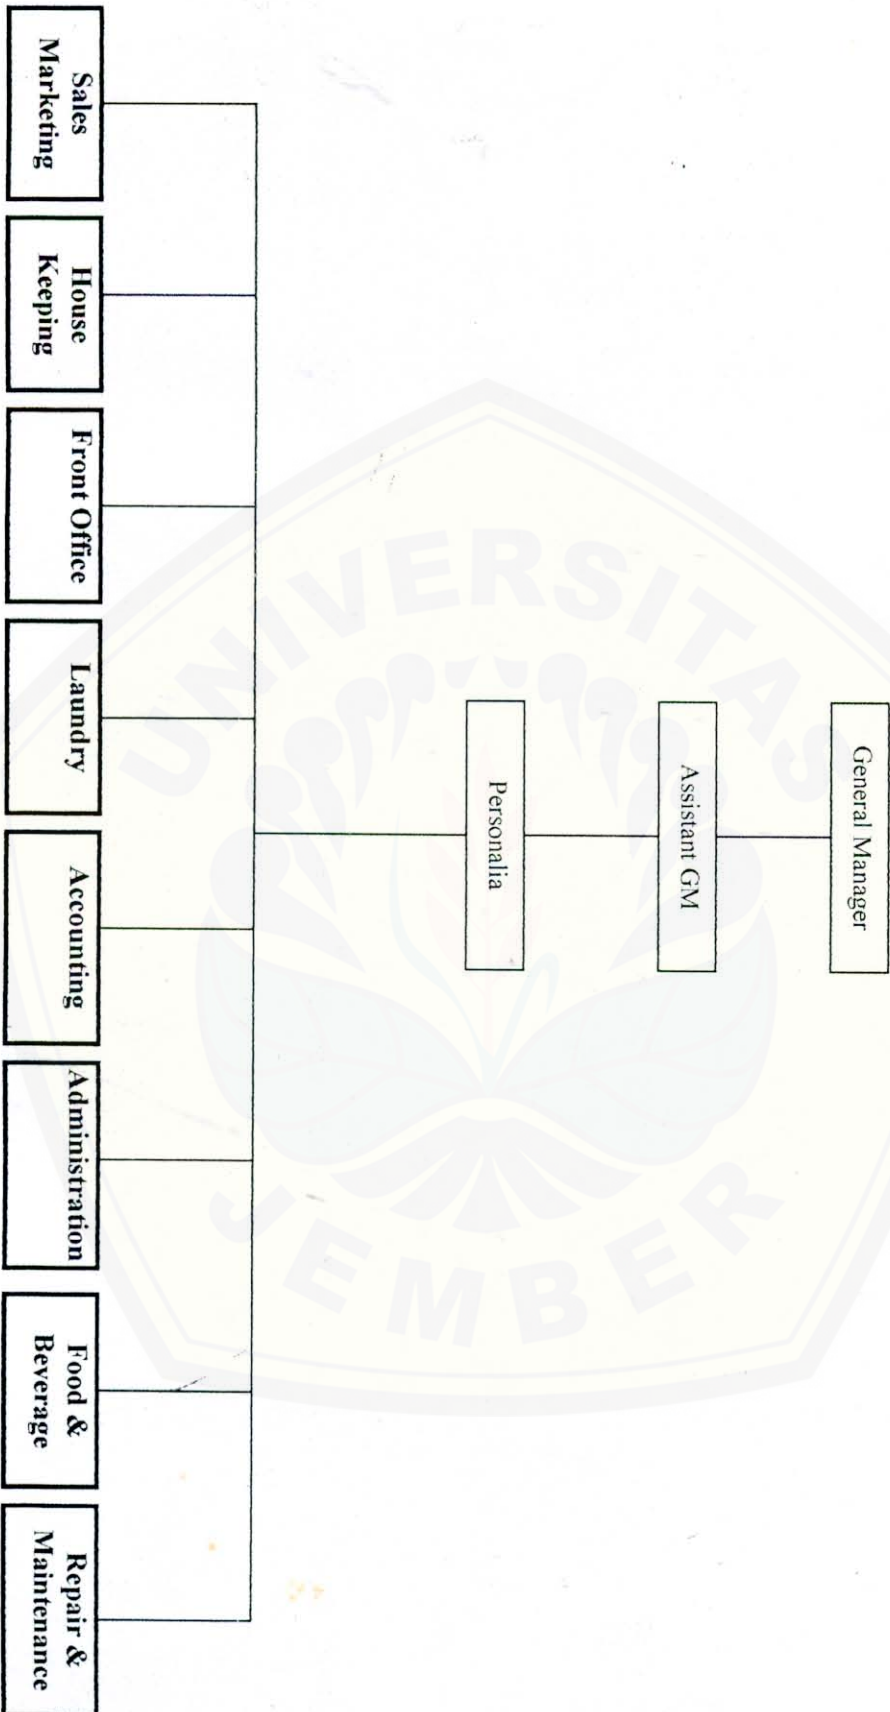 General Manager
Assistant GM
Personalia
Sales
Marketing
House
Keeping
Front Office
Laundry
Accounting
Administration
Food &
Beverage
Repair &
Maintenance
UNIVERSITAS
JEMBER